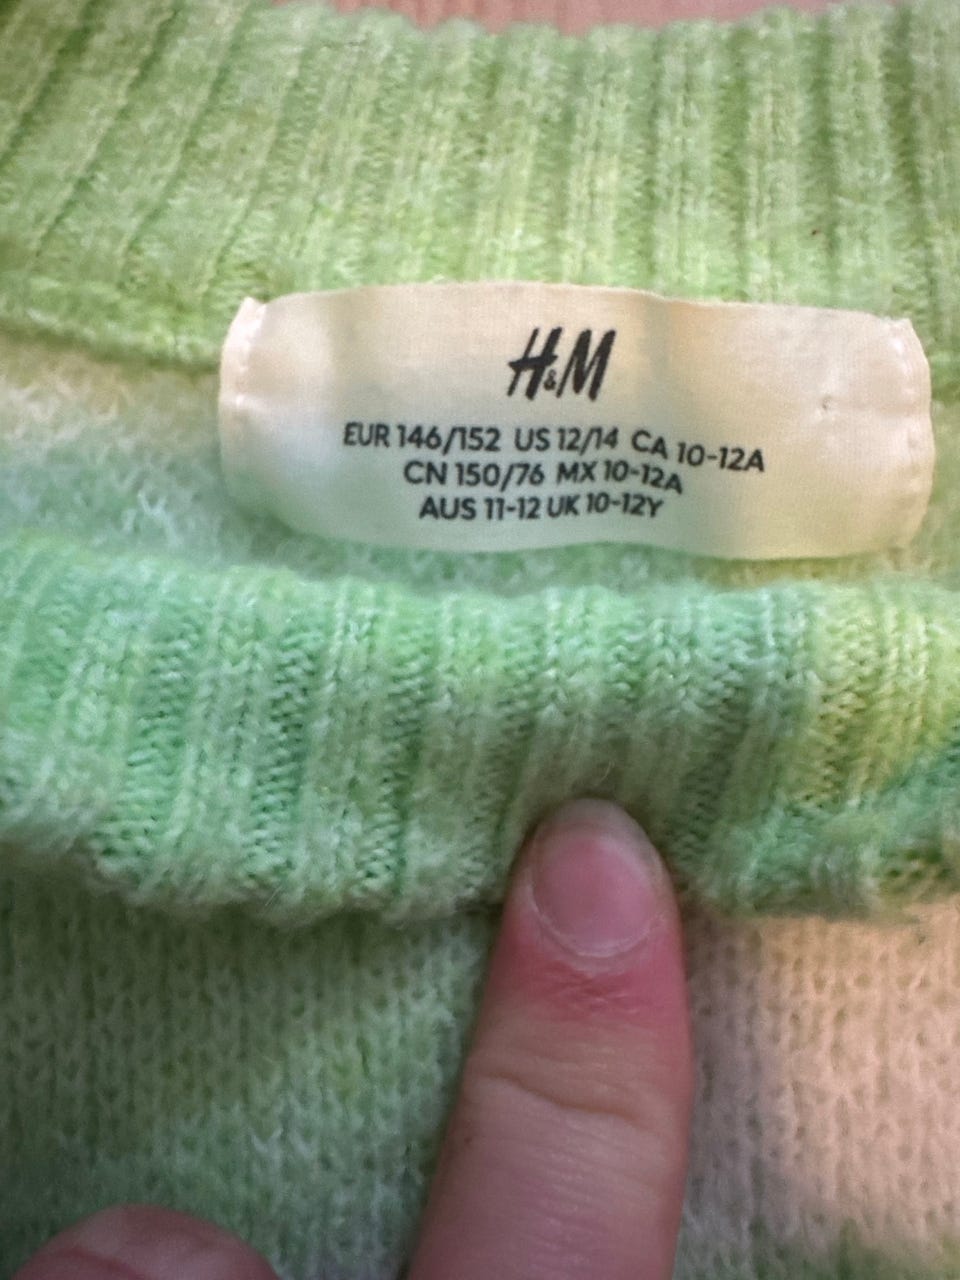 H&M
EUR 146/152 US 12/14 CA 10-12A
CN 150/76 MX 10-12A
AUS 11-12 UK 10-12Y